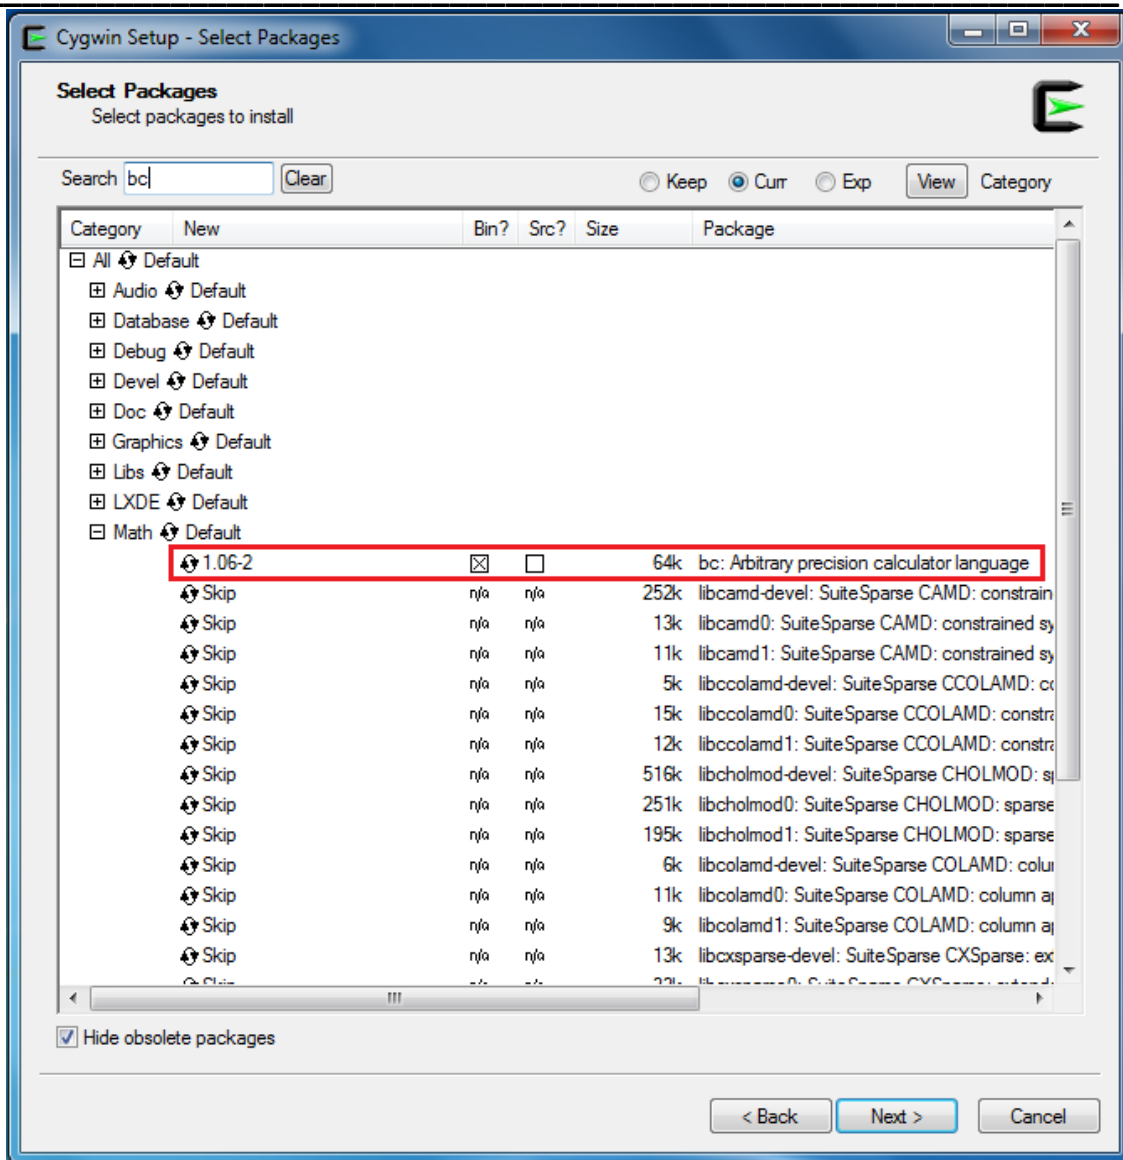 Cygwin Setup - Select Packages
Select Packages
Select packages to install
Search bc Clear Keep Curr Exp View Category
Category New Bin? Src? Size Package
All Default
Audio Default
Database Default
Debug Default
Devel Default
Doc Default
Graphics Default
Libs Default
LXDE Default
Math Default
1.06-2 64k bc: Arbitrary precision calculator language
Skip n/a n/a 252k libcamd-devel: SuiteSparse CAMD: constrain
Skip n/a n/a 13k libcamd0: SuiteSparse CAMD: constrained sy
Skip n/a n/a 11k libcamd1: SuiteSparse CAMD: constrained sy
Skip n/a n/a 5k libccolamd-devel: SuiteSparse CCOLAMD: co
Skip n/a n/a 15k libccolamd0: SuiteSparse CCOLAMD: constra
Skip n/a n/a 12k libccolamd1: SuiteSparse CCOLAMD: constra
Skip n/a n/a 516k libcholmod-devel: SuiteSparse CHOLMOD: sp
Skip n/a n/a 251k libcholmod0: SuiteSparse CHOLMOD: sparse
Skip n/a n/a 195k libcholmod1: SuiteSparse CHOLMOD: sparse
Skip n/a n/a 6k libcolamd-devel: SuiteSparse COLAMD: colu
Skip n/a n/a 11k libcolamd0: SuiteSparse COLAMD: column ap
Skip n/a n/a 9k libcolamd1: SuiteSparse COLAMD: column ap
Skip n/a n/a 13k libcxsparse-devel: SuiteSparse CXSparse: ext
Hide obsolete packages
< Back Next > Cancel